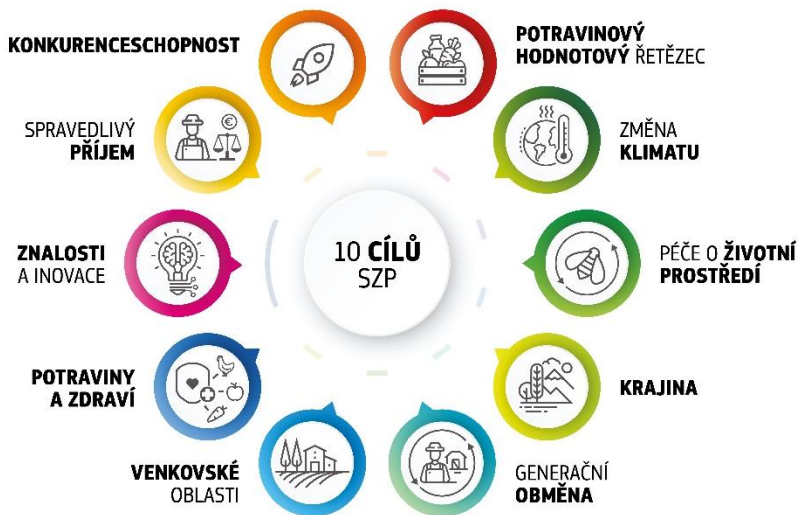 KONKURENCESCHOPNOST
POTRAVINOVÝ
HODNOTOVÝ ŘETĚZEC
SPRAVEDLIVÝ
PŘÍJEM
€
ZMĚNA
KLIMATU
ZNALOSTI
A INOVACE
10 CÍLŮ
SZP
PÉČE O ŽIVOTNÍ
PROSTŘEDÍ
POTRAVINY
A ZDRAVÍ
KRAJINA
VENKOVSKÉ
OBLASTI
GENERAČNÍ
OBMĚNA